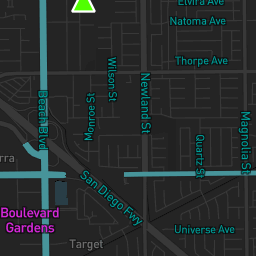 Elvira Ave
Natoma Ave
Thorpe Ave
Wilson St
Newland St
Monroe St
Beach Blvd
Magnolia St
Quartz St
rra
San Diego Fwy
Boulevard
Gardens
Universe Ave
Target